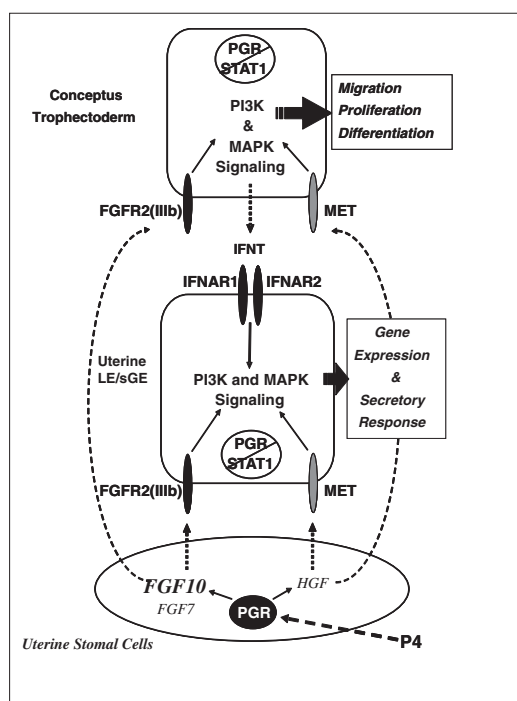 PGR
STAT1
Conceptus
Trophectoderm
PI3K
&
MAPK
Signaling
Migration
Proliferation
Differentiation
FGFR2(IIIb)
MET
IFNT
IFNAR1
IFNAR2
Uterine
LE/sGE
PI3K and MAPK
Signaling
Gene
Expression
&
Secretory
Response
PGR
STAT1
FGFR2(IIIb)
MET
FGF10
FGF7
HGF
PGR
Uterine Stomal Cells
P4